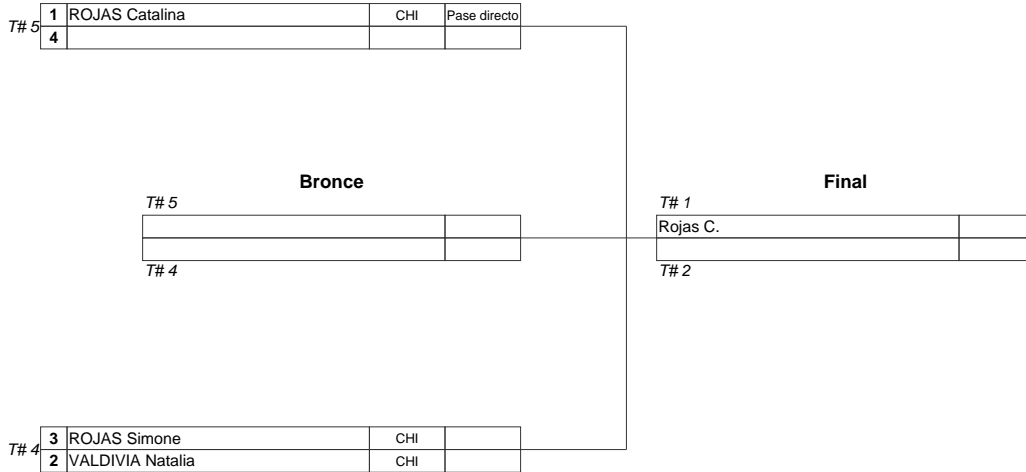 T# 5
1 ROJAS Catalina CHI Pase directo
4
Bronce Final
T# 5 T# 1
Rojas C.
T# 4 T# 2
T# 4
3 ROJAS Simone CHI
2 VALDIVIA Natalia CHI